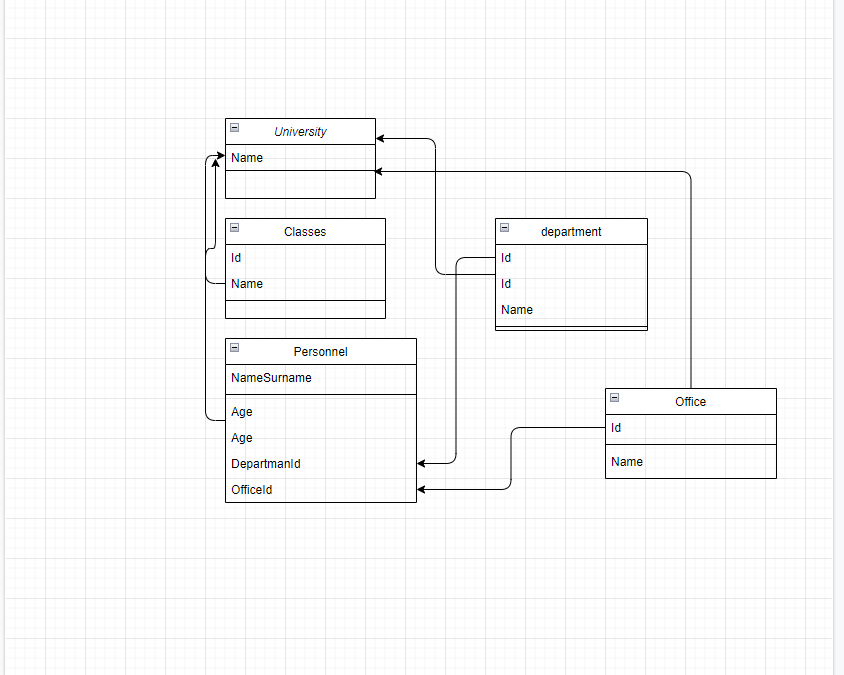 University
Name
Classes
Id
Name
department
Id
Id
Name
Personnel
NameSurname
Age
Age
DepartmanId
OfficeId
Office
Id
Name